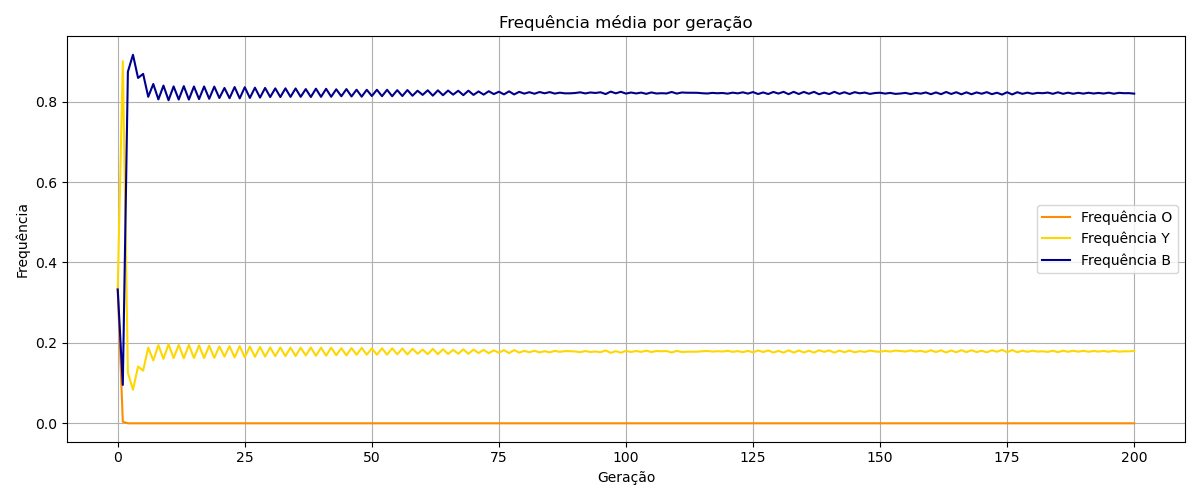 Frequência média por geração
Frequência
0.8
0.6
0.4
0.2
0.0
Frequência O
Frequência Y
Frequência B
0 25 50 75 100 125 150 175 200
Geração